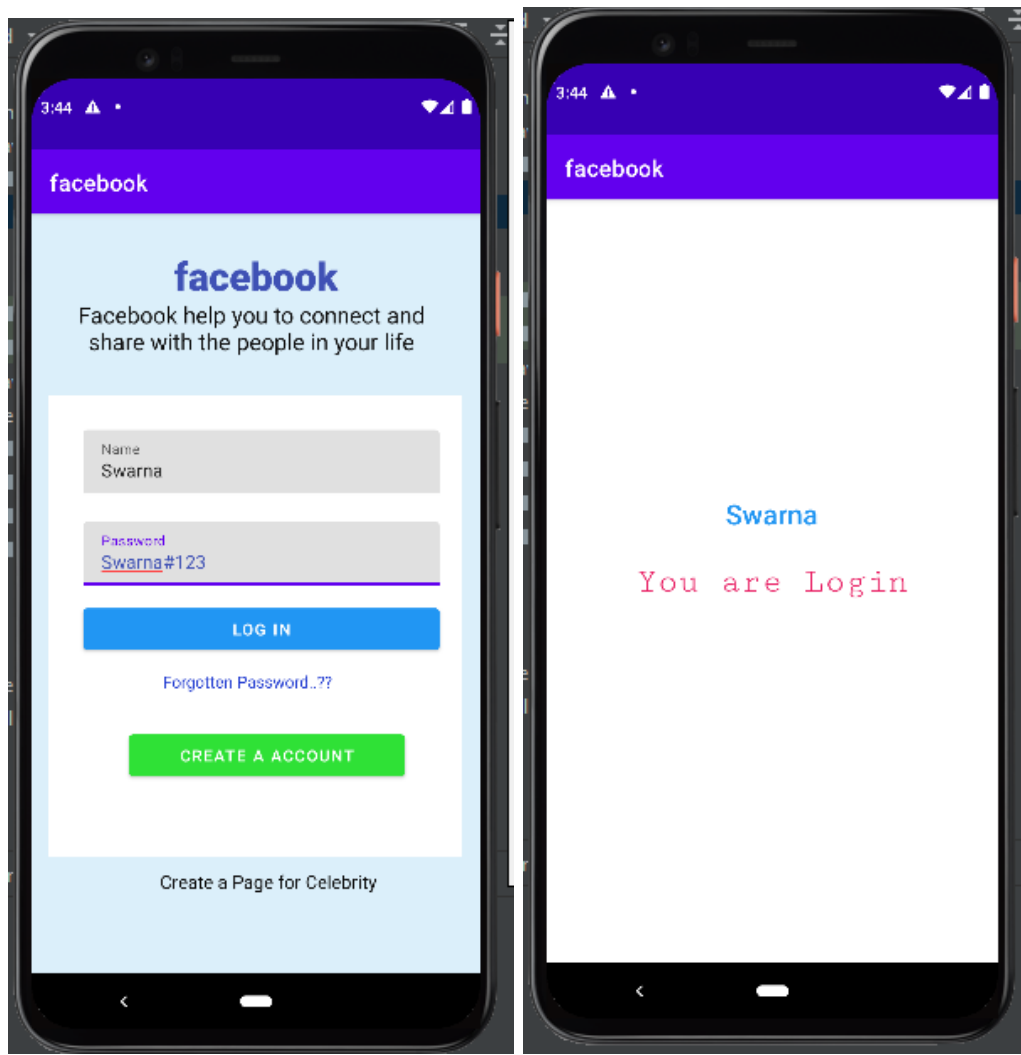 3:44
facebook
facebook
Facebook help you to connect and
share with the people in your life
Name
Swarna
Password
Swarna#123
LOG IN
Forgotten Password..??
CREATE A ACCOUNT
Create a Page for Celebrity
3:44
facebook
Swarna
You are Login